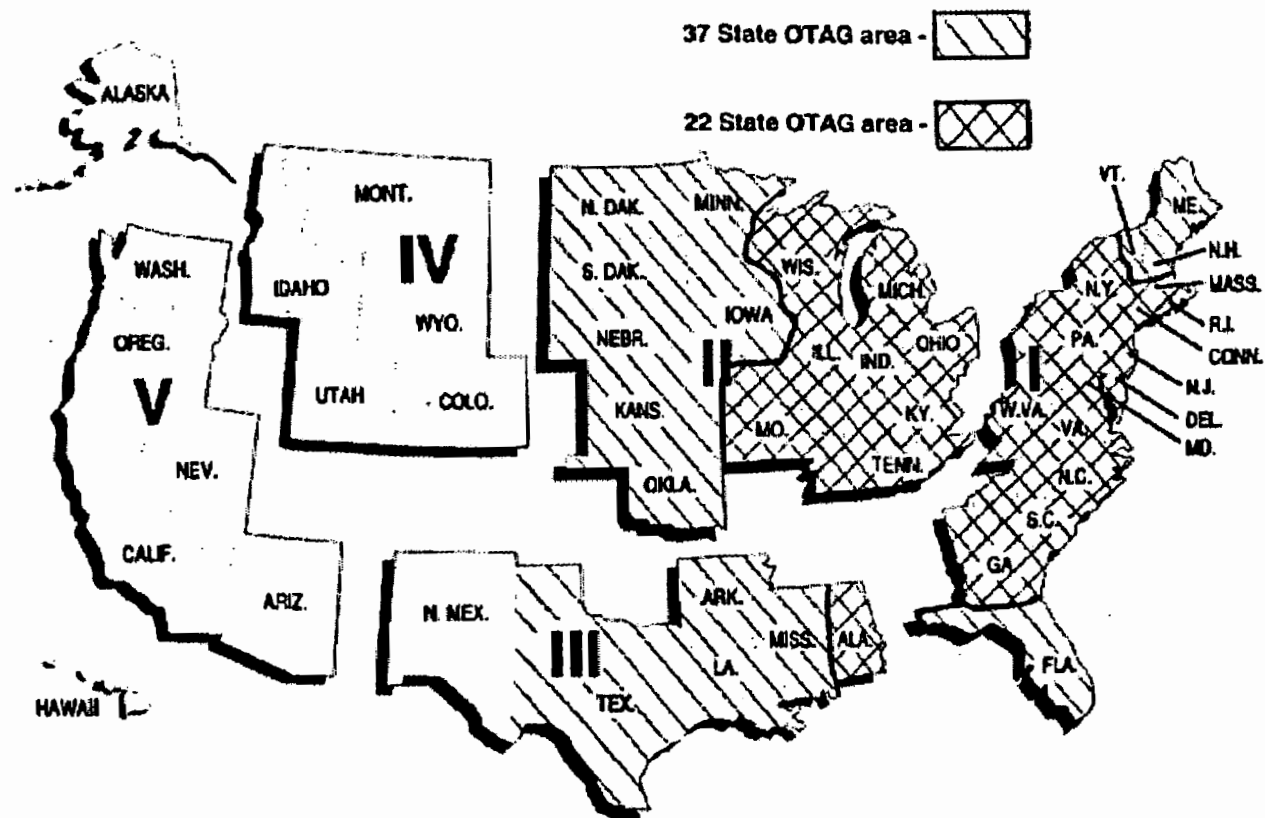 37 State OTAG area -
22 State OTAG area -
ALASKA
HAWAII
WASH.
OREG.
V
NEV.
CALIF.
ARIZ.
MONT.
IV
IDAHO
WYO.
UTAH
COLO.
N. DAK.
MINN.
S. DAK.
WIS.
MICH.
NEBR.
IOWA
II
ILL.
IND.
OHIO
KANS.
MO.
KY.
OKLA.
TENN.
N. MEX.
III
TEX.
ARK.
LA.
MISS.
ALA.
VT.
ME.
N.H.
N.Y.
MASS.
R.I.
PA.
CONN.
I
N.J.
W.VA.
DEL.
VA.
MD.
N.C.
S.C.
GA
FLA.